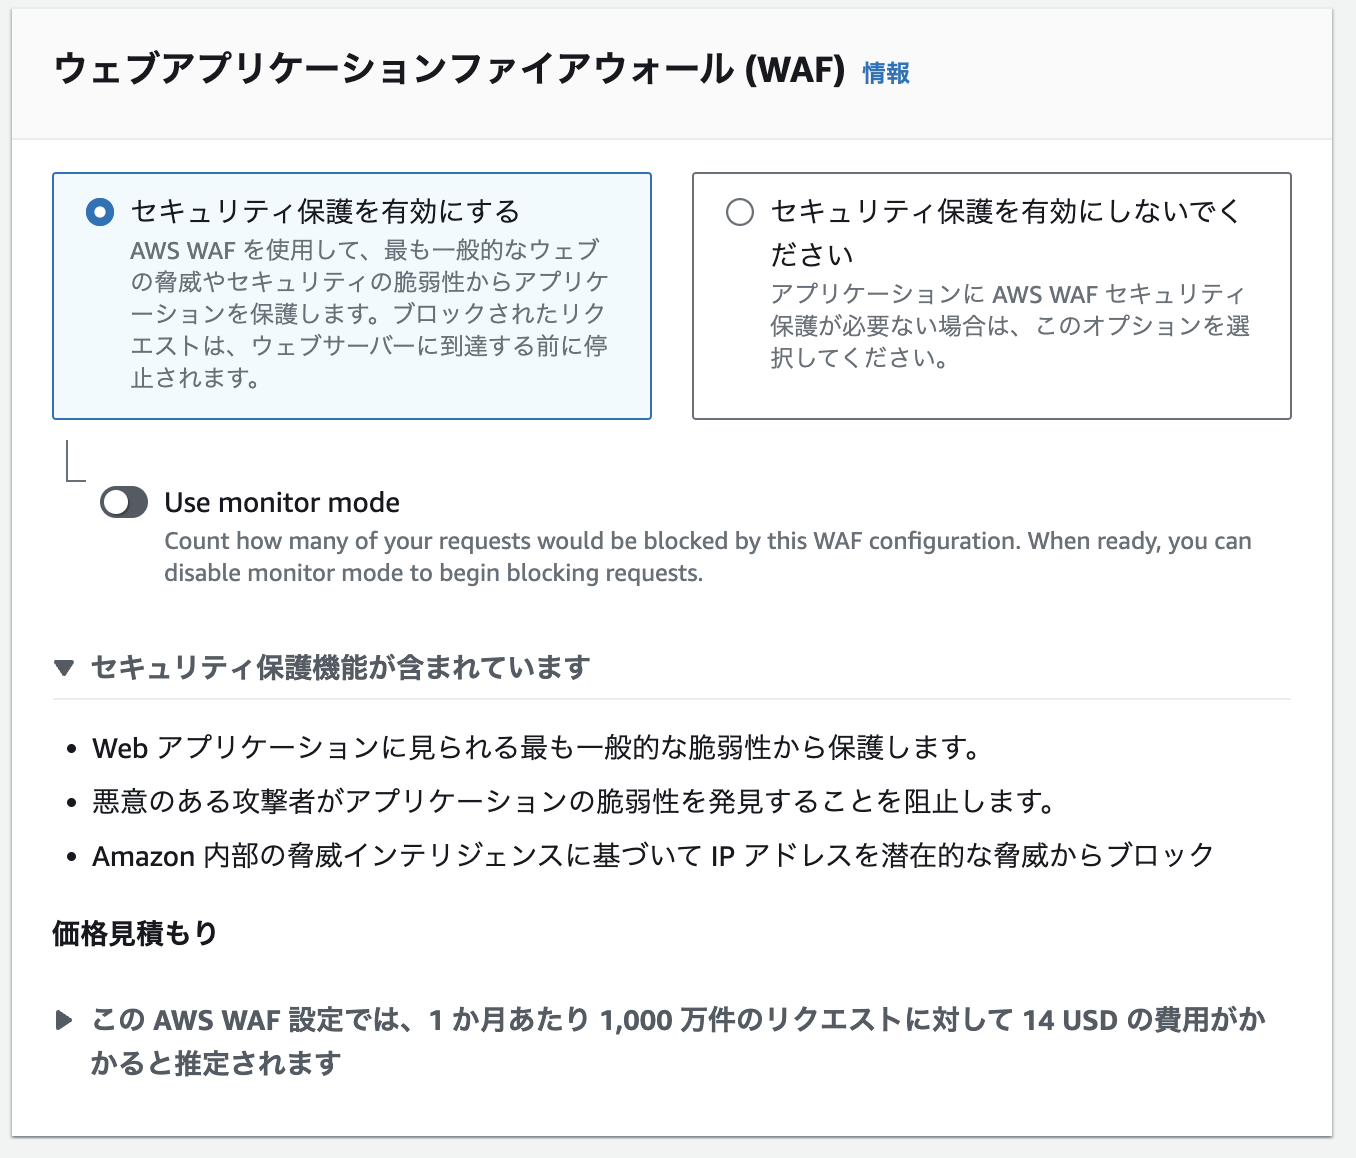 ウェブアプリケーションファイアウォール (WAF) 情報
セキュリティ保護を有効にする
AWS WAF を使用して、最も一般的なウェブ
の脅威やセキュリティの脆弱性からアプリケ
ーションを保護します。ブロックされたリク
エストは、ウェブサーバーに到達する前に停
止されます。
セキュリティ保護を有効にしないでく
ださい
アプリケーションに AWS WAF セキュリティ
保護が必要ない場合は、このオプションを選
択してください。
Use monitor mode
Count how many of your requests would be blocked by this WAF configuration. When ready, you can
disable monitor mode to begin blocking requests.
セキュリティ保護機能が含まれています
• Web アプリケーションに見られる最も一般的な脆弱性から保護します。
• 悪意のある攻撃者がアプリケーションの脆弱性を発見することを阻止します。
• Amazon 内部の脅威インテリジェンスに基づいて IP アドレスを潜在的な脅威からブロック
価格見積もり
この AWS WAF 設定では、1 か月あたり 1,000 万件のリクエストに対して 14 USD の費用がか
かると推定されます